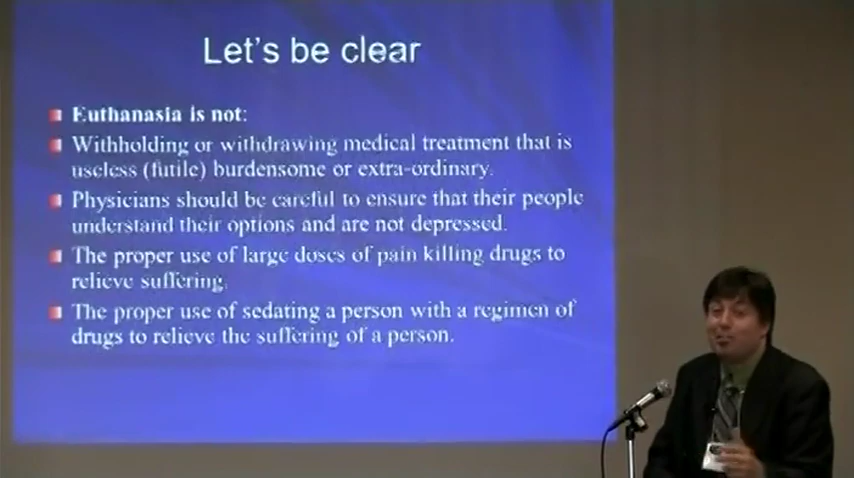 Let's be clear
Euthanasia is not:
Withholding or withdrawing medical treatment that is
useless (futile) burdensome or extra-ordinary.
Physicians should be careful to ensure that their people
understand their options and are not depressed.
The proper use of large doses of pain killing drugs to
relieve suffering.
The proper use of sedating a person with a regimen of
drugs to relieve the suffering of a person.